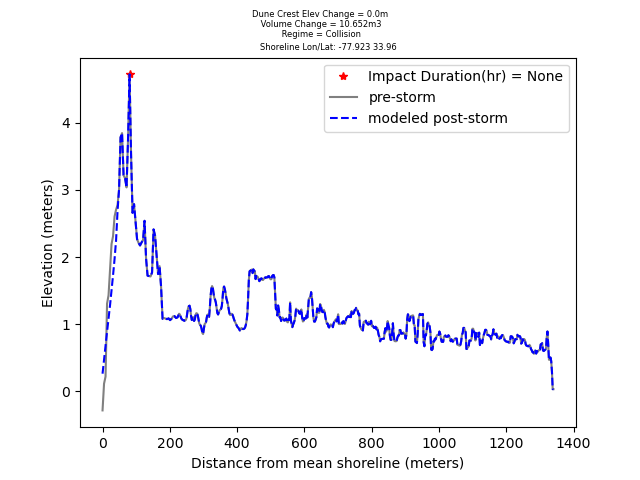 Dune Crest Elev Change = 0.0m
Volume Change = 10.652m3
Regime = Collision
Shoreline Lon/Lat: -77.923 33.96
Impact Duration(hr) = None
pre-storm
modeled post-storm
Elevation (meters)
4
3
2
1
0
0 200 400 600 800 1000 1200 1400
Distance from mean shoreline (meters)